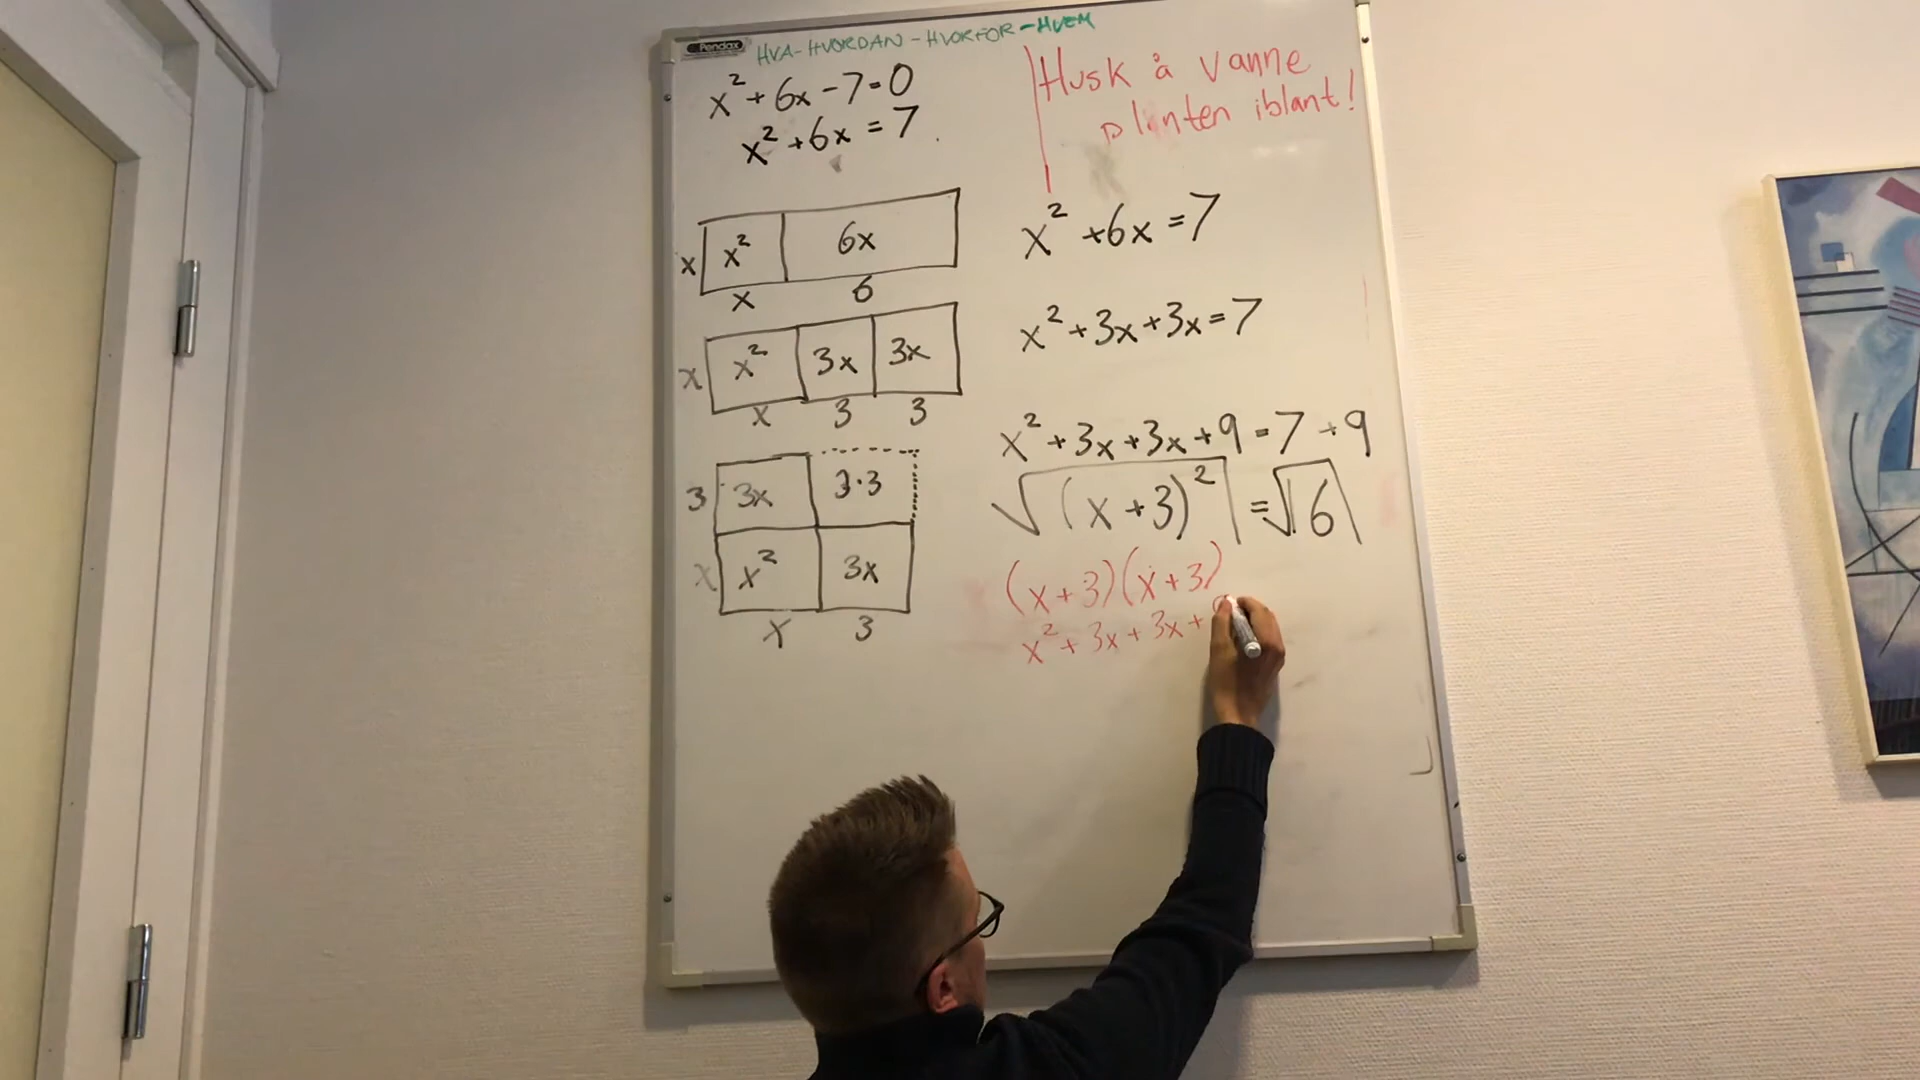 Pendax
HVA-HVORDAN-HVORFOR-HVEM
x²+6x-7=0
x²+6x=7
Husk å vanne
planten iblant!
x² 6x
x
x 6
x² 3x 3x
x
x 3 3
3 3x 3·3
x x² 3x
x 3
x²+6x=7
x²+3x+3x=7
x²+3x+3x+9=7+9
√(x+3)²=√16
(x+3)(x+3)
x²+3x+3x+